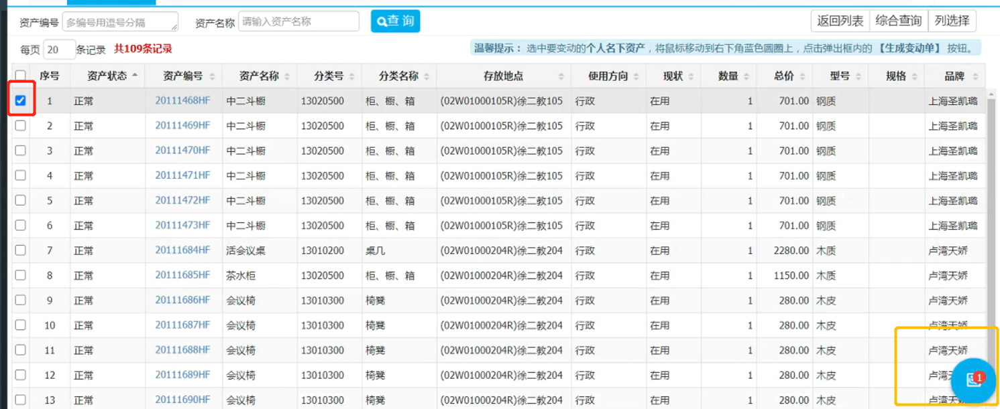 资产编号 多编号用逗号分隔 资产名称 请输入资产名称 查 询 返回列表 综合查询 列选择
每页 20 条记录 共109条记录 温馨提示： 选中要变动的个人名下资产，将鼠标移动到右下角蓝色圆圈上，点击弹出框内的 【生成变动单】 按钮。
序号 资产状态 资产编号 资产名称 分类号 分类名称 存放地点 使用方向 现状 数量 总价 型号 规格 品牌
1 正常 20111468HF 中二斗橱 13020500 柜、橱、箱 (02W01000105R)徐二教105 行政 在用 1 701.00 钢质 上海圣凯璐
2 正常 20111469HF 中二斗橱 13020500 柜、橱、箱 (02W01000105R)徐二教105 行政 在用 1 701.00 钢质 上海圣凯璐
3 正常 20111470HF 中二斗橱 13020500 柜、橱、箱 (02W01000105R)徐二教105 行政 在用 1 701.00 钢质 上海圣凯璐
4 正常 20111471HF 中二斗橱 13020500 柜、橱、箱 (02W01000105R)徐二教105 行政 在用 1 701.00 钢质 上海圣凯璐
5 正常 20111472HF 中二斗橱 13020500 柜、橱、箱 (02W01000105R)徐二教105 行政 在用 1 701.00 钢质 上海圣凯璐
6 正常 20111473HF 中二斗橱 13020500 柜、橱、箱 (02W01000105R)徐二教105 行政 在用 1 701.00 钢质 上海圣凯璐
7 正常 20111684HF 活会议桌 13010200 桌几 (02W01000204R)徐二教204 行政 在用 1 2280.00 木质 卢湾天娇
8 正常 20111685HF 茶水柜 13020500 柜、橱、箱 (02W01000204R)徐二教204 行政 在用 1 1150.00 木质 卢湾天娇
9 正常 20111686HF 会议椅 13010300 椅凳 (02W01000204R)徐二教204 行政 在用 1 280.00 木皮 卢湾天娇
10 正常 20111687HF 会议椅 13010300 椅凳 (02W01000204R)徐二教204 行政 在用 1 280.00 木皮 卢湾天娇
11 正常 20111688HF 会议椅 13010300 椅凳 (02W01000204R)徐二教204 行政 在用 1 280.00 木皮 卢湾天娇
12 正常 20111689HF 会议椅 13010300 椅凳 (02W01000204R)徐二教204 行政 在用 1 280.00 木皮 卢湾 1
13 正常 20111690HF 会议椅 13010300 椅凳 (02W01000204R)徐二教204 行政 在用 1 280.00 木皮 卢湾天